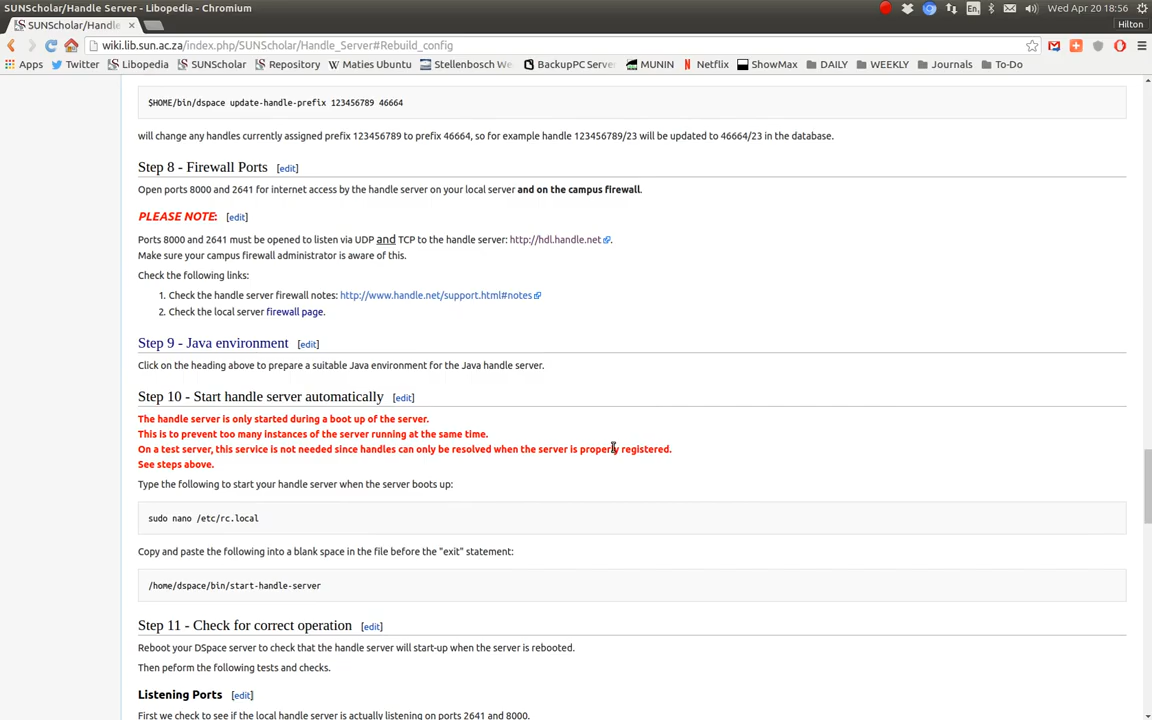 SUNScholar/Handle Server - Libopedia - Chromium
En
Wed Apr 20 18:56
SUNScholar/Handle
Hilton
wiki.lib.sun.ac.za/index.php/SUNScholar/Handle_Server#Rebuild_config
Apps Twitter Libopedia SUNScholar Repository Maties Ubuntu Stellenbosch We BackupPC Serve MUNIN Netflix ShowMax DAILY WEEKLY Journals To-Do
$HOME/bin/dspace update-handle-prefix 123456789 46664
will change any handles currently assigned prefix 123456789 to prefix 46664, so for example handle 123456789/23 will be updated to 46664/23 in the database.
Step 8 - Firewall Ports [edit]
Open ports 8000 and 2641 for internet access by the handle server on your local server and on the campus firewall.
PLEASE NOTE: [edit]
Ports 8000 and 2641 must be opened to listen via UDP and TCP to the handle server: http://hdl.handle.net.
Make sure your campus firewall administrator is aware of this.
Check the following links:
1. Check the handle server firewall notes: http://www.handle.net/support.html#notes
2. Check the local server firewall page.
Step 9 - Java environment [edit]
Click on the heading above to prepare a suitable Java environment for the Java handle server.
Step 10 - Start handle server automatically [edit]
The handle server is only started during a boot up of the server.
This is to prevent too many instances of the server running at the same time.
On a test server, this service is not needed since handles can only be resolved when the server is properly registered.
See steps above.
Type the following to start your handle server when the server boots up:
sudo nano /etc/rc.local
Copy and paste the following into a blank space in the file before the "exit" statement:
/home/dspace/bin/start-handle-server
Step 11 - Check for correct operation [edit]
Reboot your DSpace server to check that the handle server will start-up when the server is rebooted.
Then peform the following tests and checks.
Listening Ports [edit]
First we check to see if the local handle server is actually listening on ports 2641 and 8000.